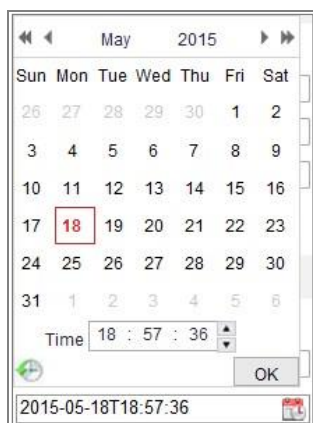 May 2015
Sun Mon Tue Wed Thu Fri Sat
26 27 28 29 30 1 2
3 4 5 6 7 8 9
10 11 12 13 14 15 16
17 18 19 20 21 22 23
24 25 26 27 28 29 30
31 1 2 3 4 5 6
Time 18 : 57 : 36
OK
2015-05-18T18:57:36